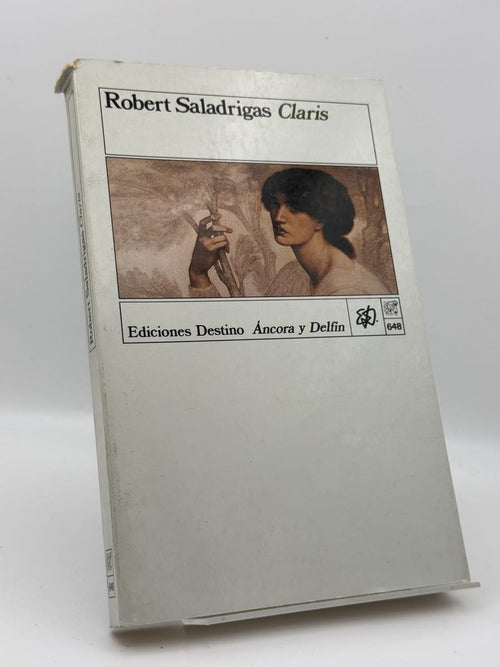 Robert Saladrigas Claris
Ediciones Destino Áncora y Delfín
648
Robert Saladrigas Claris